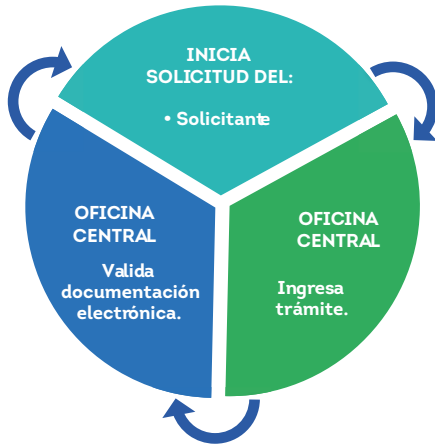 INICIA
SOLICITUD DEL:
• Solicitante
OFICINA
CENTRAL
Ingresa
trámite.
OFICINA
CENTRAL
Valida
documentación
electrónica.